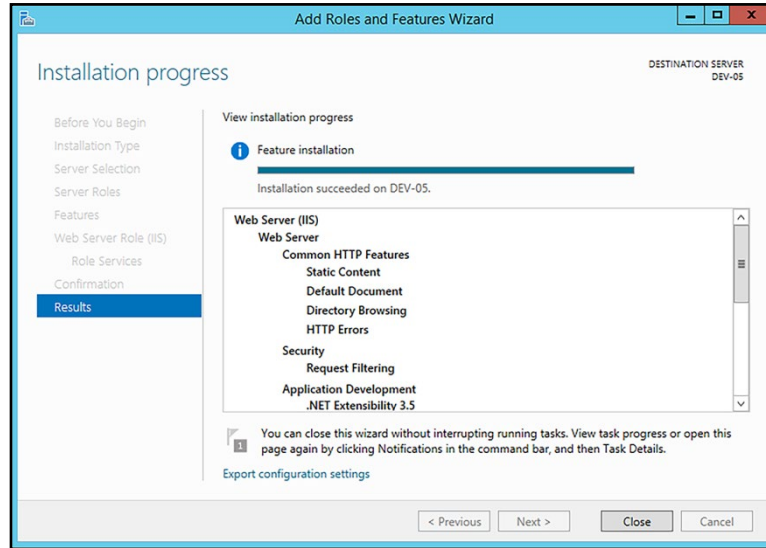 Add Roles and Features Wizard
Installation progress
DESTINATION SERVER
DEV-05
Before You Begin
Installation Type
Server Selection
Server Roles
Features
Web Server Role (IIS)
Role Services
Confirmation
Results
View installation progress
Feature installation
Installation succeeded on DEV-05.
Web Server (IIS)
Web Server
Common HTTP Features
Static Content
Default Document
Directory Browsing
HTTP Errors
Security
Request Filtering
Application Development
.NET Extensibility 3.5
1
You can close this wizard without interrupting running tasks. View task progress or open this
page again by clicking Notifications in the command bar, and then Task Details.
Export configuration settings
< Previous
Next >
Close
Cancel